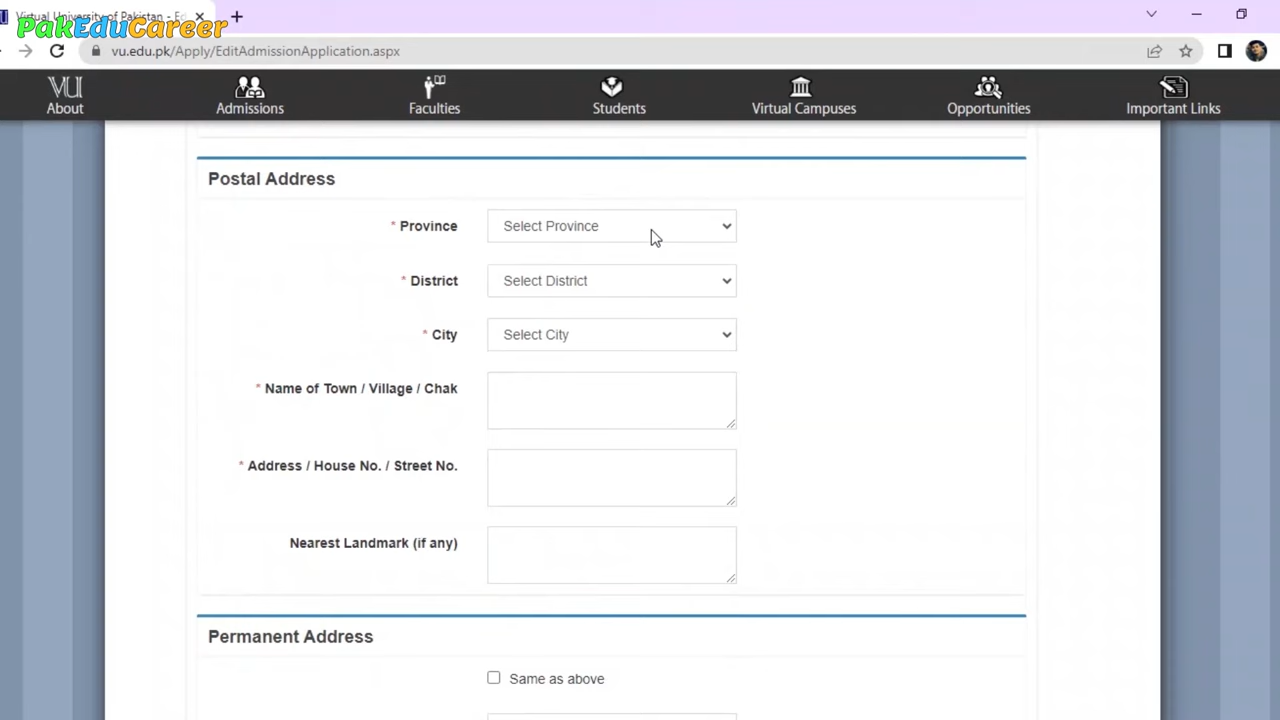 Virtual University of Pakistan - Ed
PakEduCareer
vu.edu.pk/Apply/EditAdmissionApplication.aspx
VU
About
Admissions
Faculties
Students
Virtual Campuses
Opportunities
Important Links
Postal Address
* Province
Select Province
* District
Select District
* City
Select City
* Name of Town / Village / Chak
* Address / House No. / Street No.
Nearest Landmark (if any)
Permanent Address
Same as above